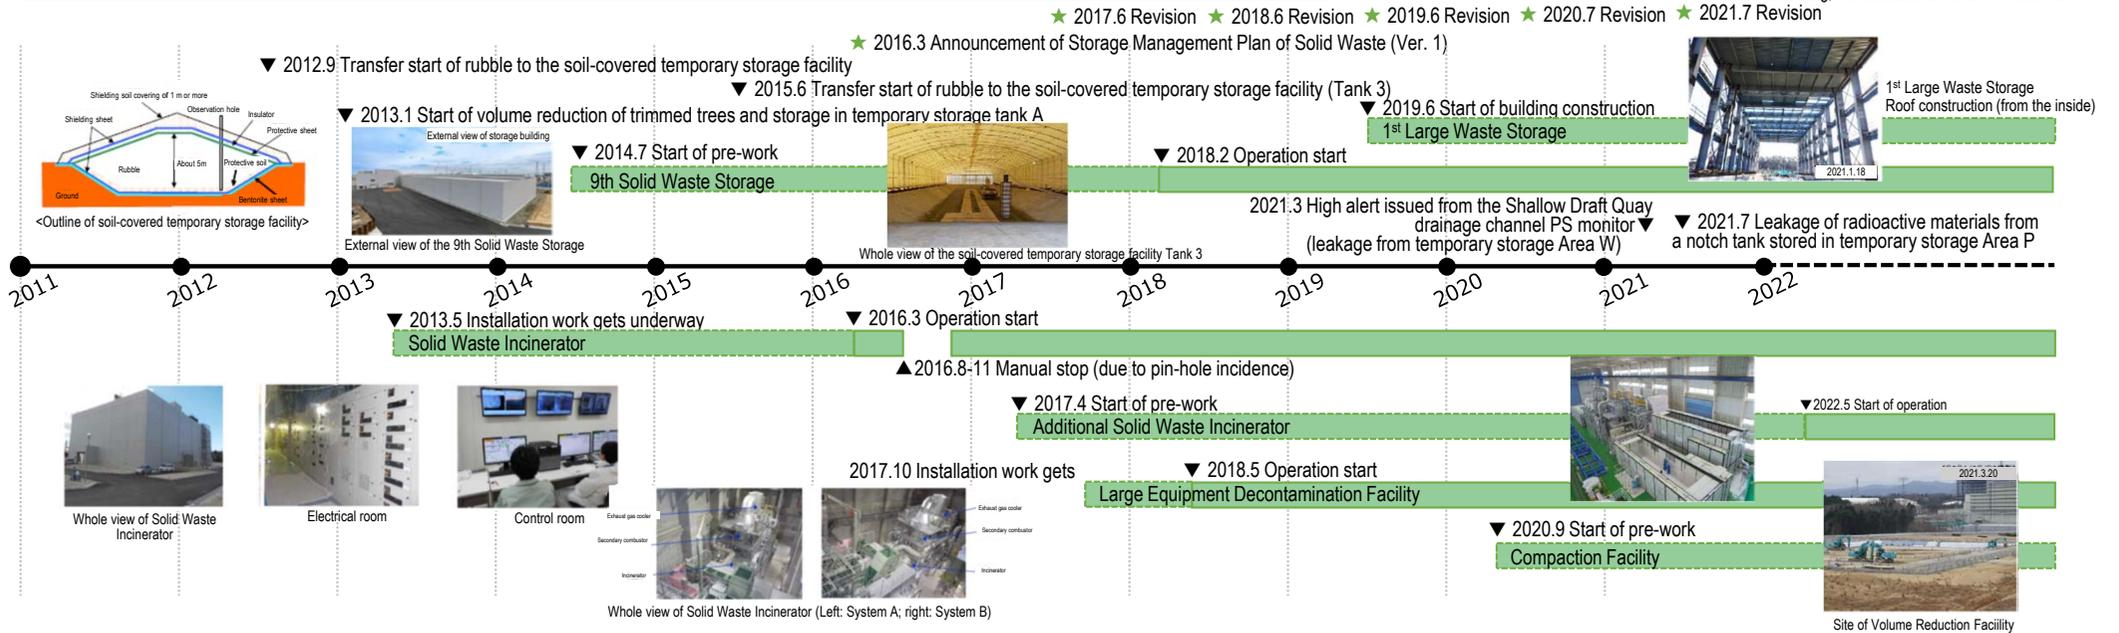 ★ 2017.6 Revision ★ 2018.6 Revision ★ 2019.6 Revision ★ 2020.7 Revision ★ 2021.7 Revision
★ 2016.3 Announcement of Storage Management Plan of Solid Waste (Ver. 1)
▼ 2012.9 Transfer start of rubble to the soil-covered temporary storage facility
▼ 2015.6 Transfer start of rubble to the soil-covered temporary storage facility (Tank 3)
▼ 2013.1 Start of volume reduction of trimmed trees and storage in temporary storage tank A
▼ 2019.6 Start of building construction
1st Large Waste Storage
1st Large Waste Storage
Roof construction (from the inside)
2021.1.18
Shielding soil covering of 1 m or more
Observation hole
Insulator
Shielding sheet
Protective sheet
Rubble
About 5m
Protective soil
Ground
Bentonite sheet
<Outline of soil-covered temporary storage facility>
External view of storage building
External view of the 9th Solid Waste Storage
▼ 2014.7 Start of pre-work
9th Solid Waste Storage
▼ 2018.2 Operation start
Whole view of the soil-covered temporary storage facility Tank 3
2021.3 High alert issued from the Shallow Draft Quay
drainage channel PS monitor▼
(leakage from temporary storage Area W)
▼ 2021.7 Leakage of radioactive materials from
a notch tank stored in temporary storage Area P
2011 2012 2013 2014 2015 2016 2017 2018 2019 2020 2021 2022
▼ 2013.5 Installation work gets underway
▼ 2016.3 Operation start
Solid Waste Incinerator
▲2016.8-11 Manual stop (due to pin-hole incidence)
▼ 2017.4 Start of pre-work
▼2022.5 Start of operation
Additional Solid Waste Incinerator
2017.10 Installation work gets
▼ 2018.5 Operation start
Large Equipment Decontamination Facility
▼ 2020.9 Start of pre-work
Compaction Facility
2021.3.20
Site of Volume Reduction Faciility
Whole view of Solid Waste
Incinerator
Electrical room
Control room
Exhaust gas cooler
Secondary combustor
Incinerator
Exhaust gas cooler
Secondary combustor
Incinerator
Whole view of Solid Waste Incinerator (Left: System A; right: System B)